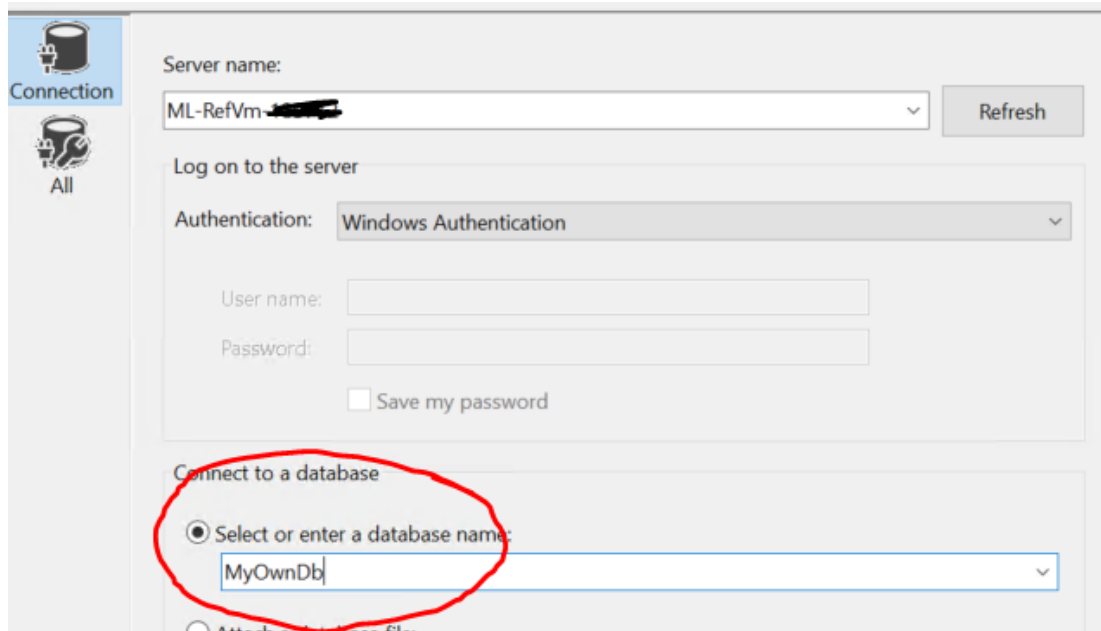 Connection
All
Server name:
ML-RefVm-
Refresh
Log on to the server
Authentication:
Windows Authentication
User name:
Password:
Save my password
Connect to a database
Select or enter a database name:
MyOwnDb